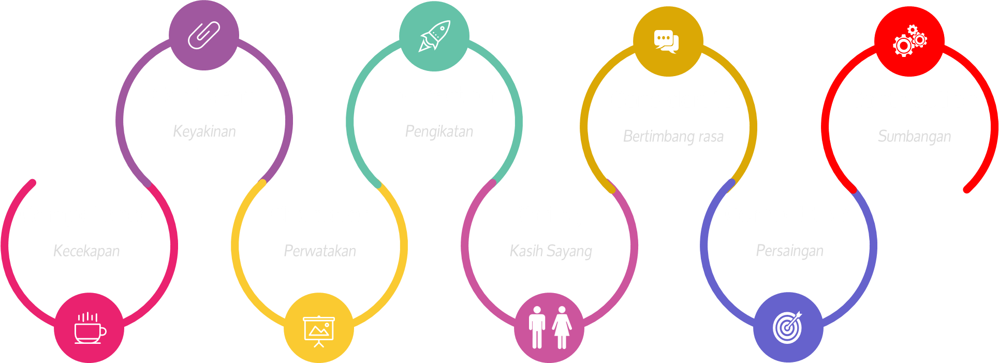 Kecekapan
Keyakinan
Perwatakan
Pengikatan
Kasih Sayang
Bertimbang rasa
Persaingan
Sumbangan